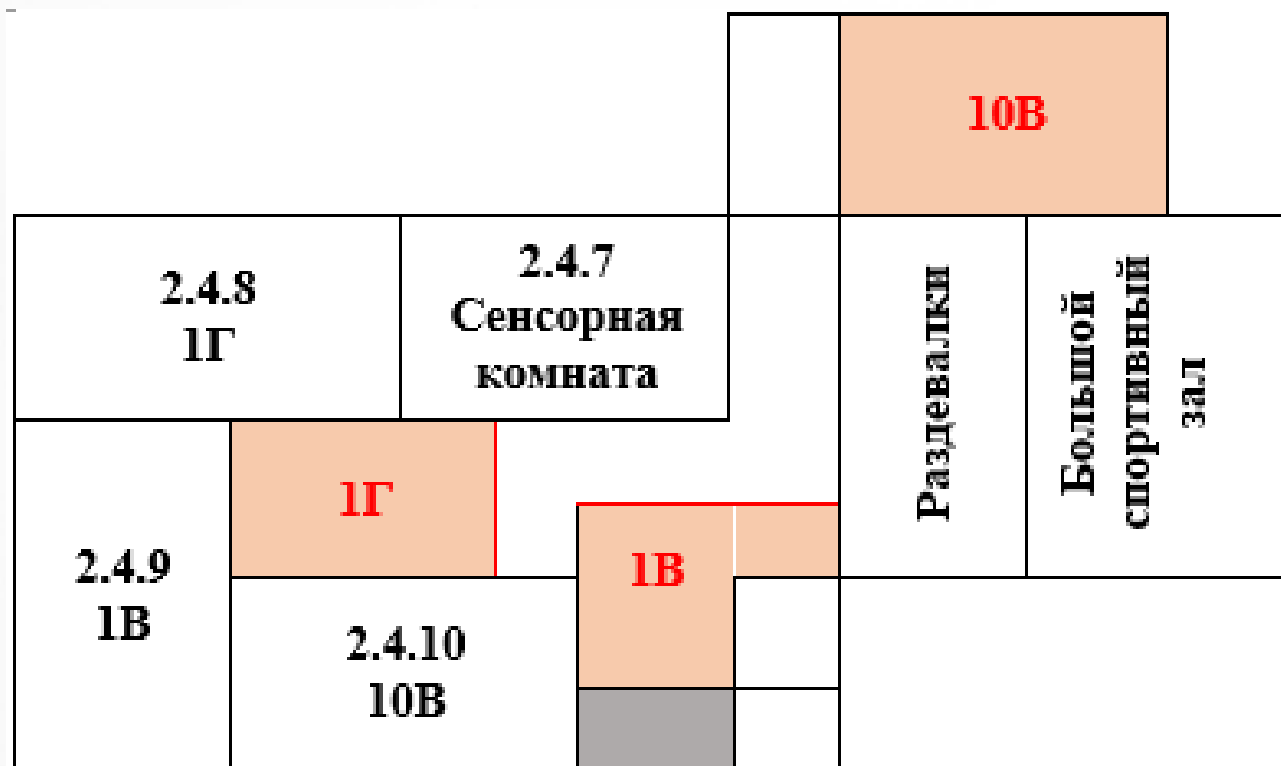 10В
2.4.8
1Г
2.4.7
Сенсорная
комната
Раздевалки
Большой
спортивный
зал
1Г
1В
2.4.9
1В
2.4.10
10В